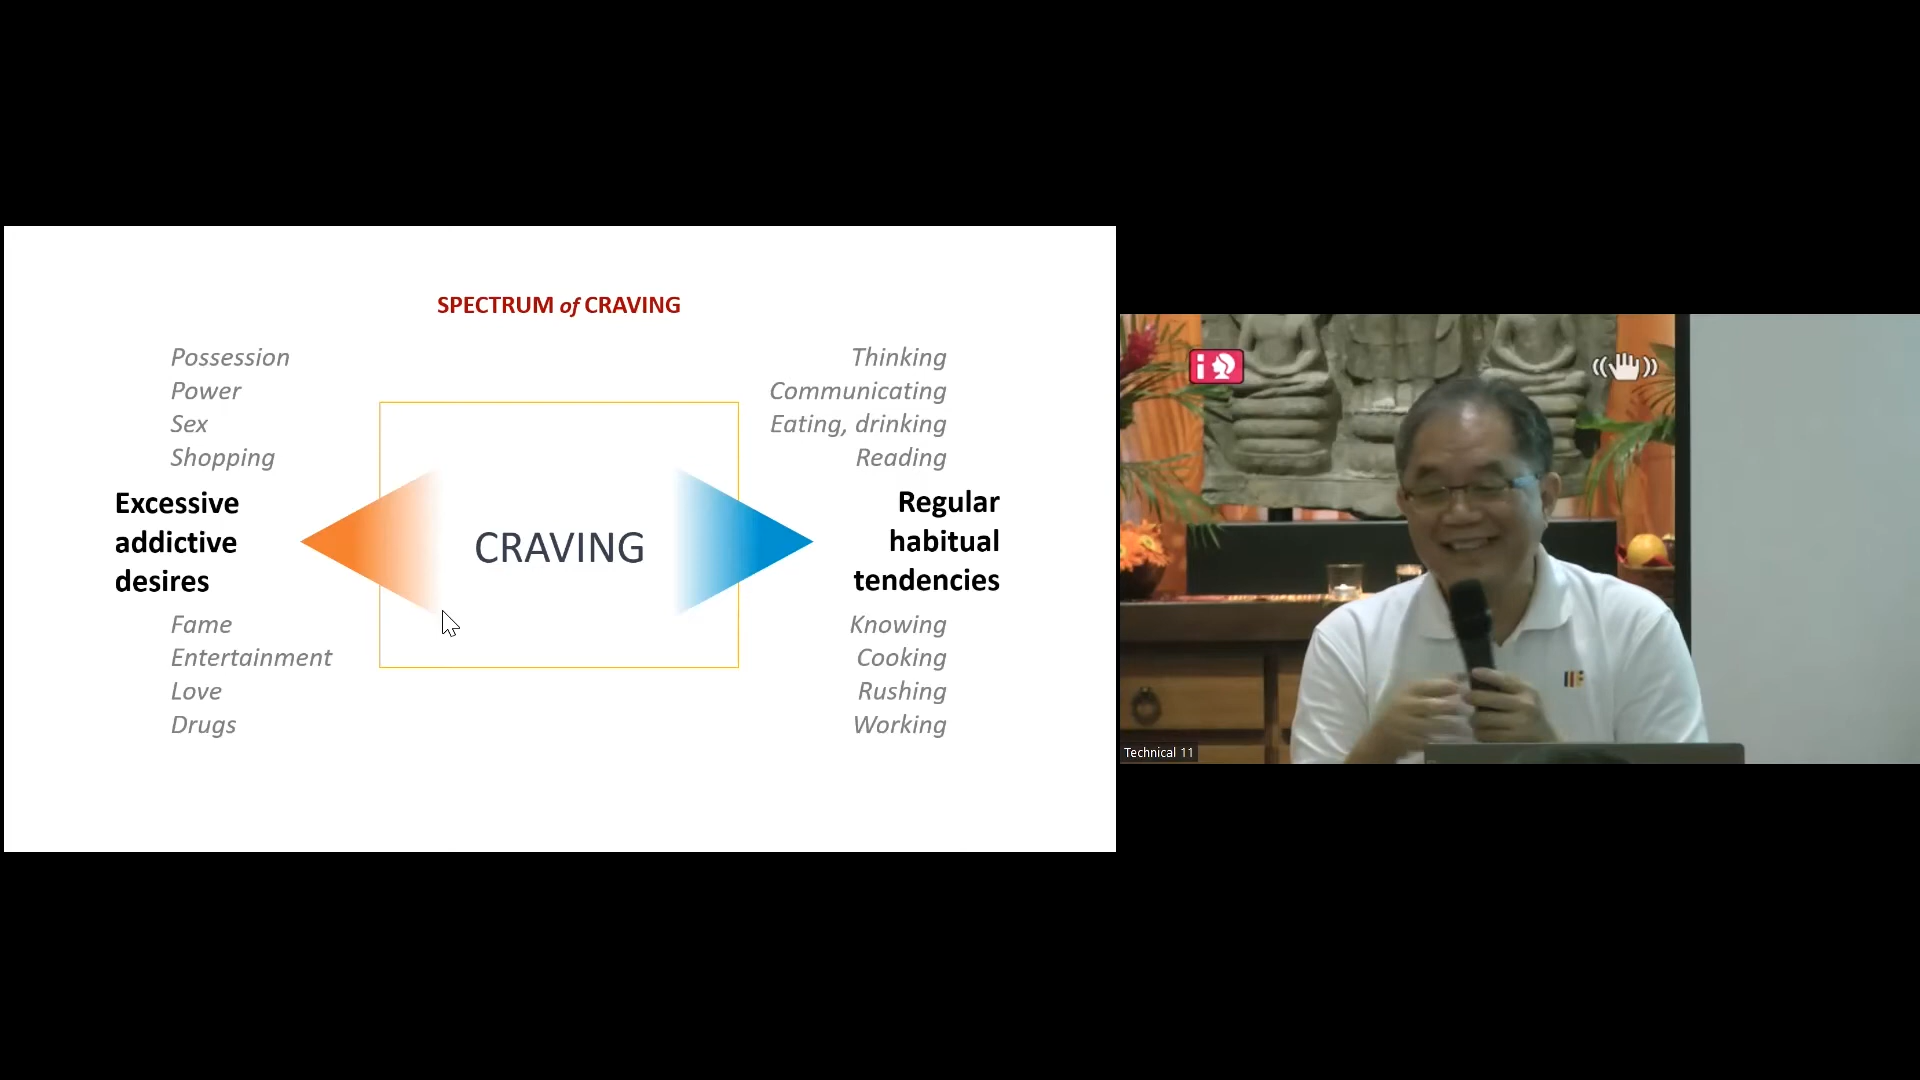 SPECTRUM of CRAVING
Possession
Power
Sex
Shopping
Excessive
addictive
desires
Fame
Entertainment
Love
Drugs
CRAVING
Thinking
Communicating
Eating, drinking
Reading
Regular
habitual
tendencies
Knowing
Cooking
Rushing
Working
i
Technical 11